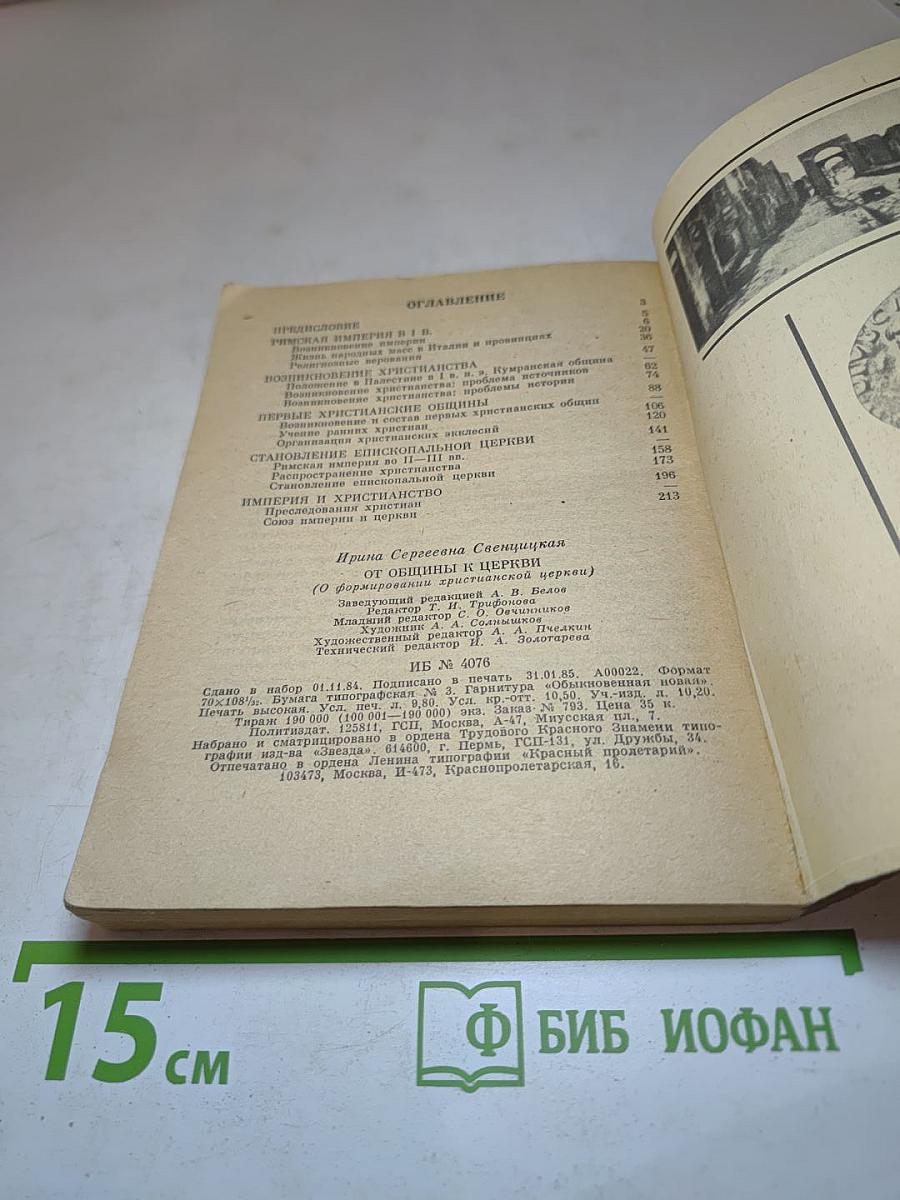 ОГЛАВЛЕНИЕ
ПРЕДИСЛОВИЕ 3
РИМСКАЯ ИМПЕРИЯ В I В. 5
Возникновение империи 6
Жизнь народных масс в Италии и провинциях 20
Религиозные верования 36
ВОЗНИКНОВЕНИЕ ХРИСТИАНСТВА 47
Положение в Палестине в I в. н. э. Кумранская община —
Возникновение христианства: проблема источников 62
Возникновение христианства: проблемы истории 74
ПЕРВЫЕ ХРИСТИАНСКИЕ ОБЩИНЫ 88
Возникновение и состав первых христианских общин —
Учение ранних христиан 106
Организация христианских экклесий 120
СТАНОВЛЕНИЕ ЕПИСКОПАЛЬНОЙ ЦЕРКВИ 141
Римская империя во II—III вв. —
Распространение христианства 158
Становление епископальной церкви 173
ИМПЕРИЯ И ХРИСТИАНСТВО 196
Преследования христиан —
Союз империи и церкви 213
Ирина Сергеевна Свенцицкая
ОТ ОБЩИНЫ К ЦЕРКВИ
(О формировании христианской церкви)
Заведующий редакцией А. В. Белов
Редактор Т. И. Трифонова
Младший редактор С. О. Овчинников
Художник А. А. Солнышков
Художественный редактор А. А. Пчелкин
Технический редактор И. А. Золотарева
ИБ № 4076
Сдано в набор 01.11.84. Подписано в печать 31.01.85. А00022. Формат
70×108¹/₃₂. Бумага типографская № 3. Гарнитура «Обыкновенная новая».
Печать высокая. Усл. печ. л. 9,80. Усл. кр.-отт. 10,50. Уч.-изд. л. 10,20.
Тираж 190 000 (100 001—190 000) экз. Заказ № 793. Цена 35 к.
Политиздат. 125811, ГСП, Москва, А-47, Миусская пл., 7.
Набрано и сматрицировано в ордена Трудового Красного Знамени типо-
графии изд-ва «Звезда». 614600, г. Пермь, ГСП-131, ул. Дружбы, 34.
Отпечатано в ордена Ленина типографии «Красный пролетарий».
103473, Москва, И-473, Краснопролетарская, 16.
15 см
Ф БИБ ИОФАН